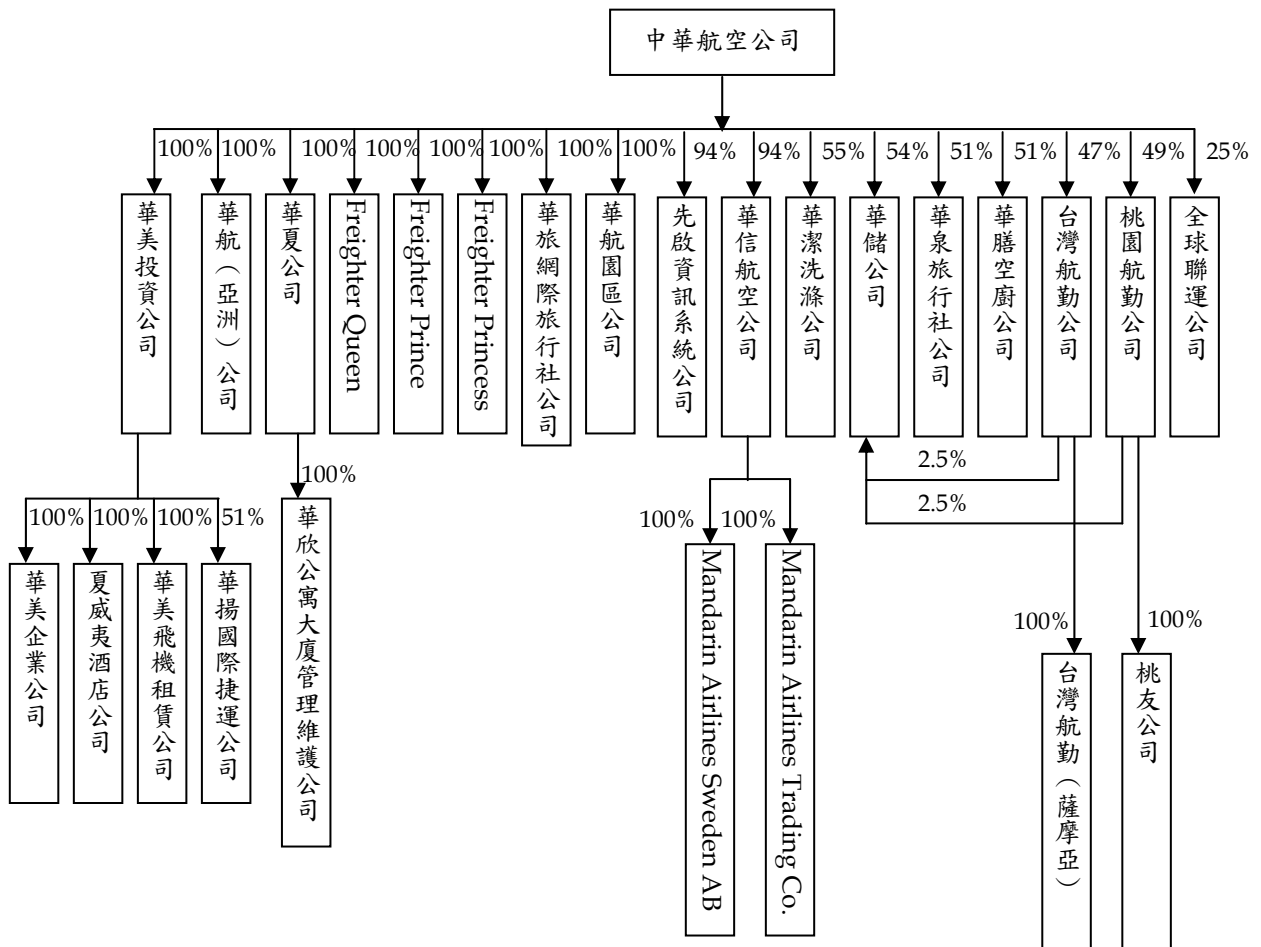 中華航空公司
100%
100%
100%
100%
100%
100%
100%
100%
94%
94%
55%
54%
51%
51%
47%
49%
25%
華美投資公司
華航（亞洲）公司
華夏公司
Freighter Queen
Freighter Prince
Freighter Princess
華旅網際旅行社公司
華航園區公司
先啟資訊系統公司
華信航空公司
華潔洗滌公司
華儲公司
華泉旅行社公司
華膳空廚公司
台灣航勤公司
桃園航勤公司
全球聯運公司
2.5%
2.5%
100%
100%
100%
100%
51%
100%
100%
100%
100%
華美企業公司
夏威夷酒店公司
華美飛機租賃公司
華揚國際捷運公司
華欣公寓大廈管理維護公司
Mandarin Airlines Sweden AB
Mandarin Airlines Trading Co.
台灣航勤（薩摩亞）
桃友公司